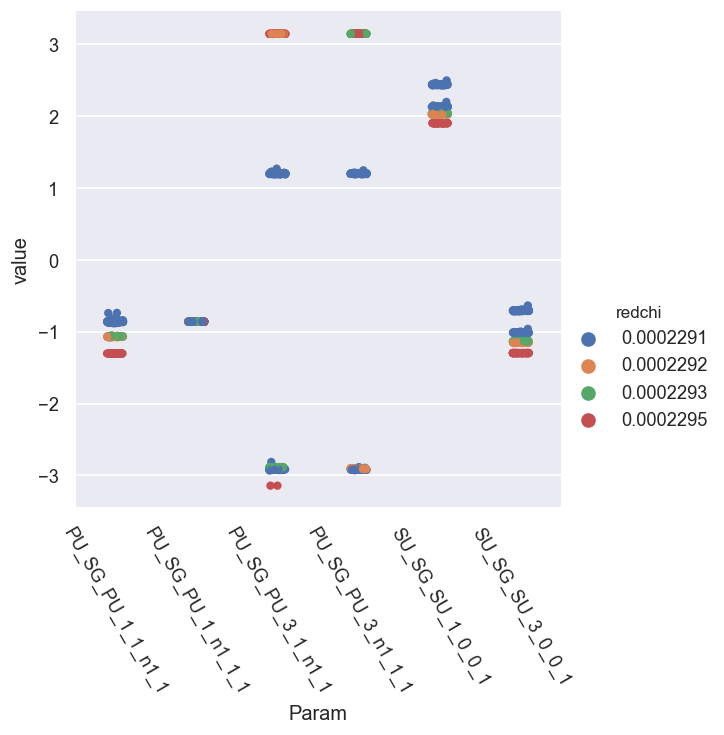 3
2
1
0
−1
−2
−3
value
PU_SG_PU_1_1_n1_1
PU_SG_PU_1_n1_1_1
PU_SG_PU_3_1_n1_1
PU_SG_PU_3_n1_1_1
SU_SG_SU_1_0_0_1
SU_SG_SU_3_0_0_1
Param
redchi
0.0002291
0.0002292
0.0002293
0.0002295